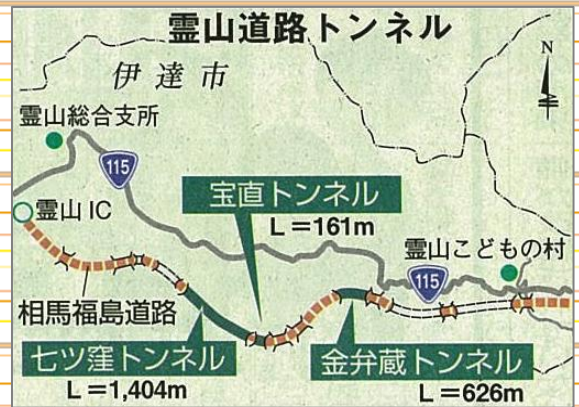 霊山道路トンネル
伊達市
N
霊山総合支所
115
宝直トンネル
L=161m
霊山IC
霊山こどもの村
115
相馬福島道路
七ツ窪トンネル
L=1,404m
金弁蔵トンネル
L=626m